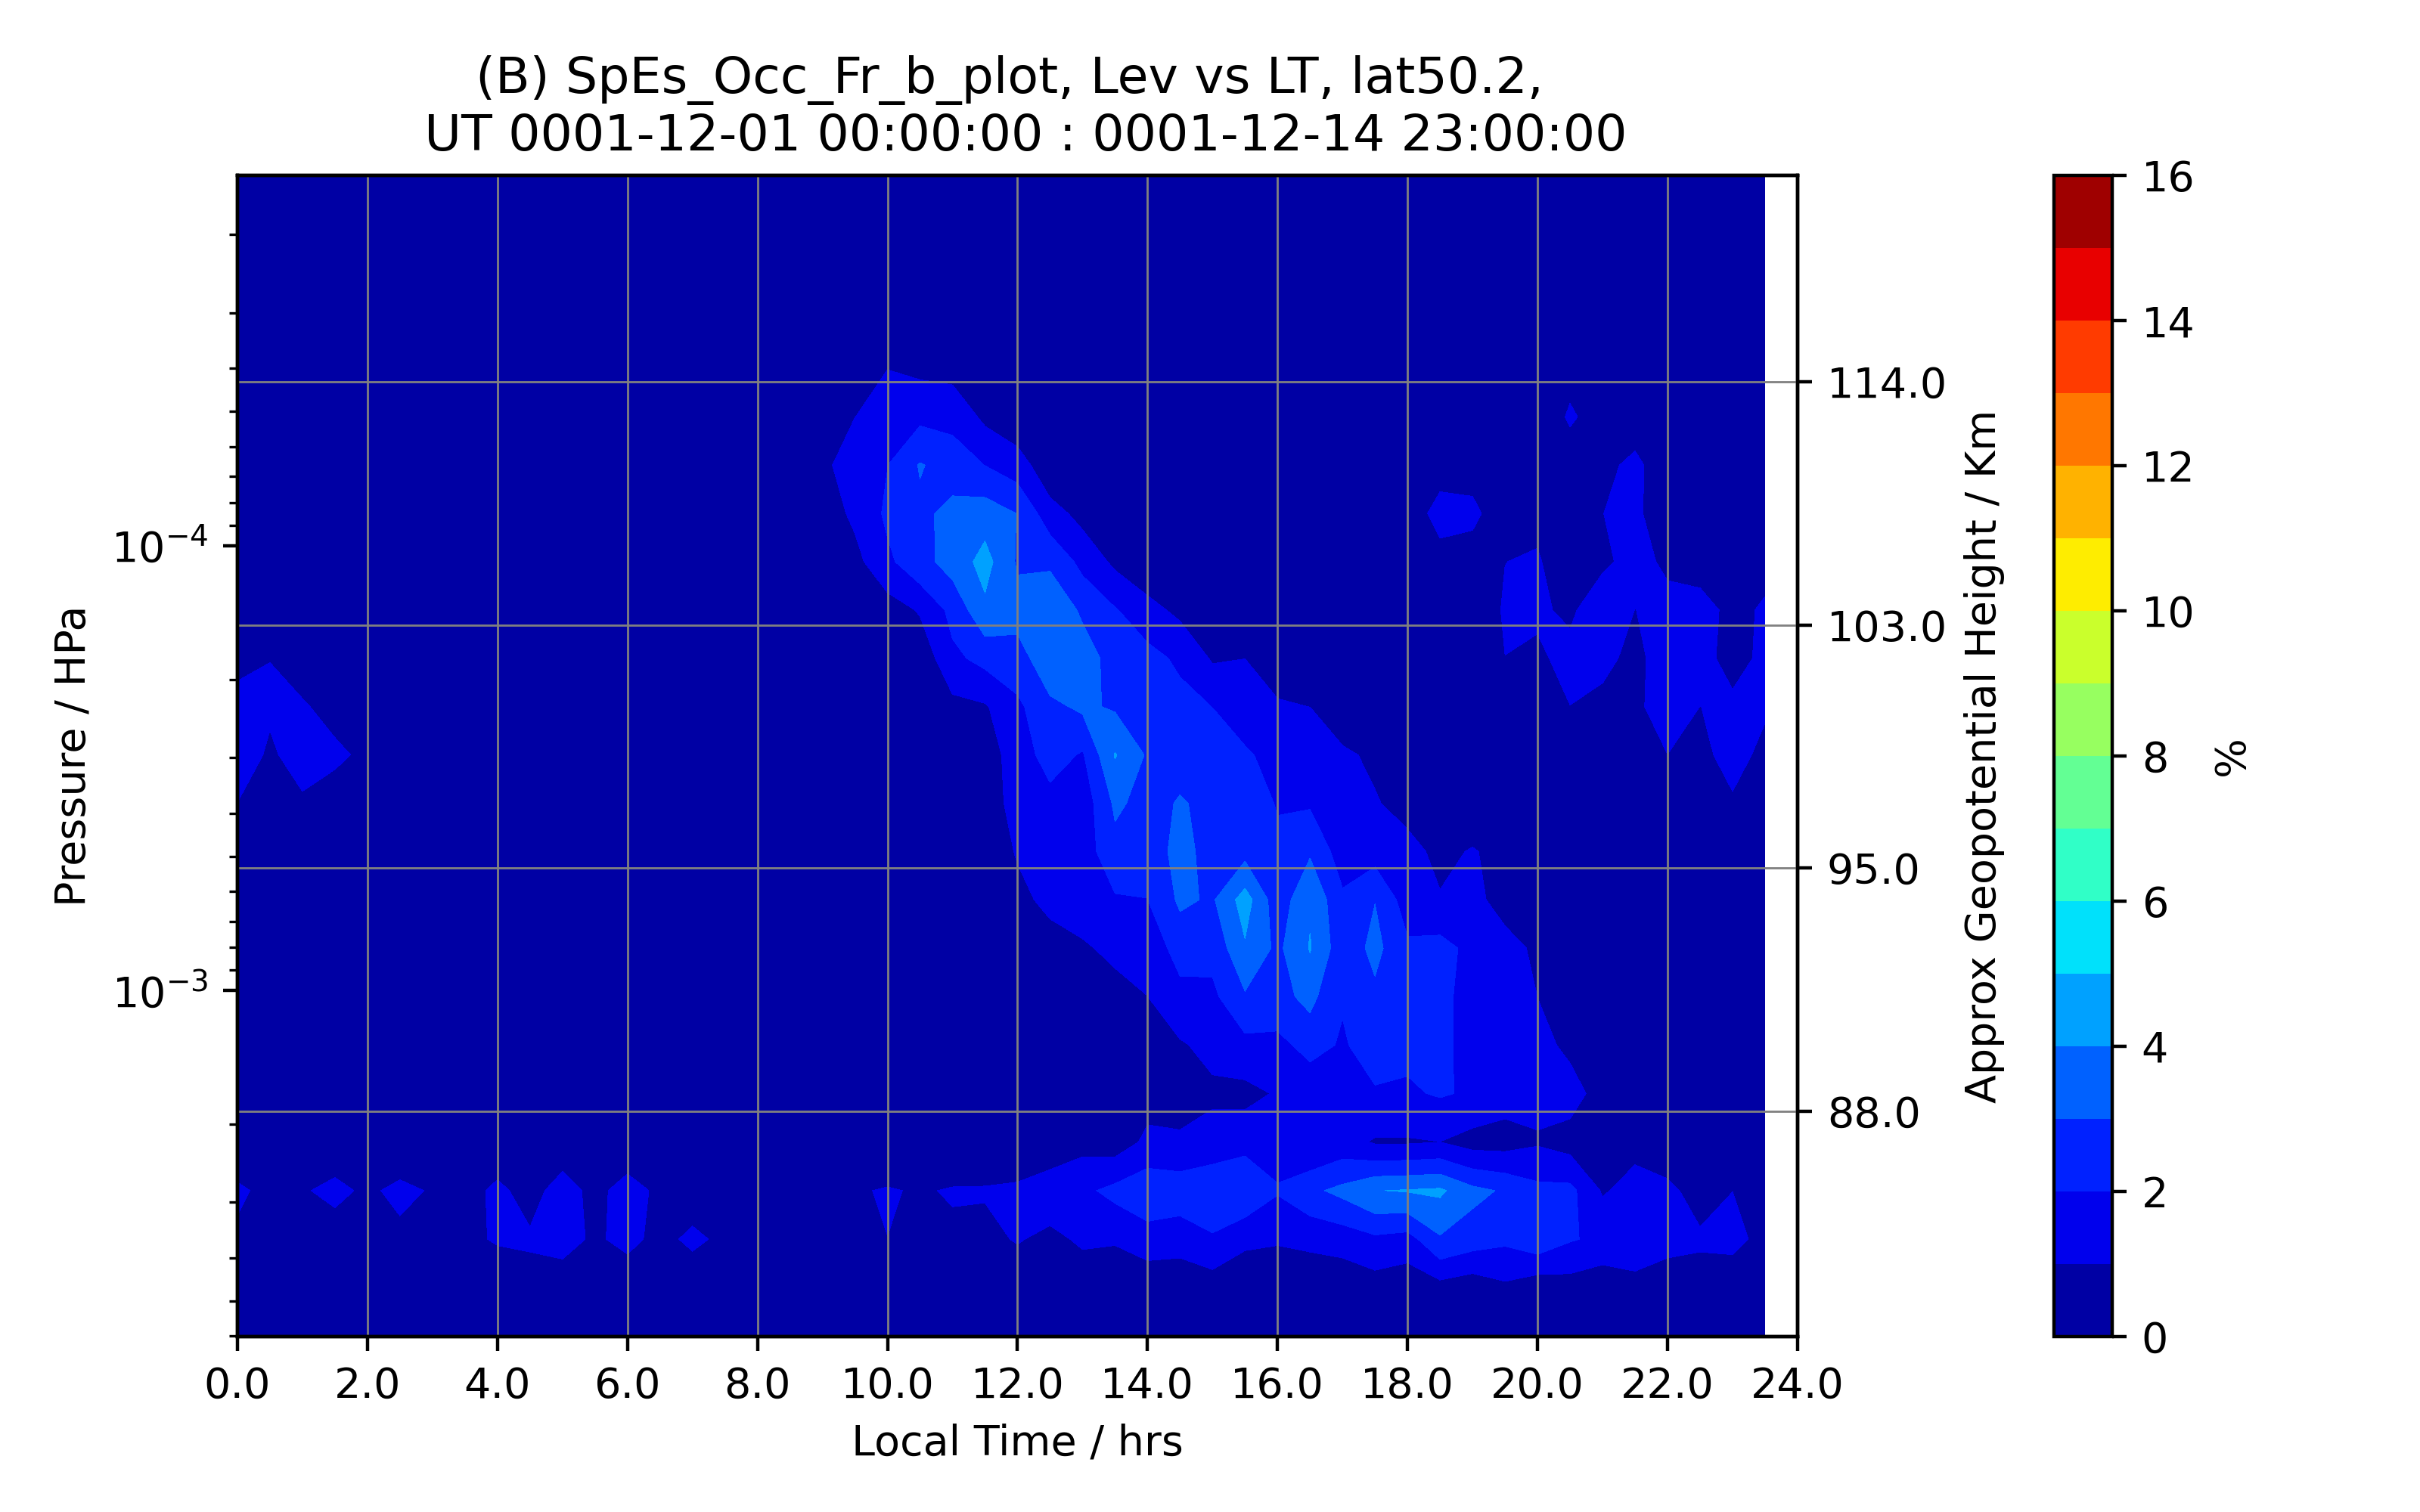 (B) SpEs_Occ_Fr_b_plot, Lev vs LT, lat50.2,
UT 0001-12-01 00:00:00 : 0001-12-14 23:00:00
Pressure / HPa
10⁻⁴
10⁻³
0.0 2.0 4.0 6.0 8.0 10.0 12.0 14.0 16.0 18.0 20.0 22.0 24.0
Local Time / hrs
114.0
103.0
95.0
88.0
Approx Geopotential Height / Km
16
14
12
10
8
6
4
2
0
%